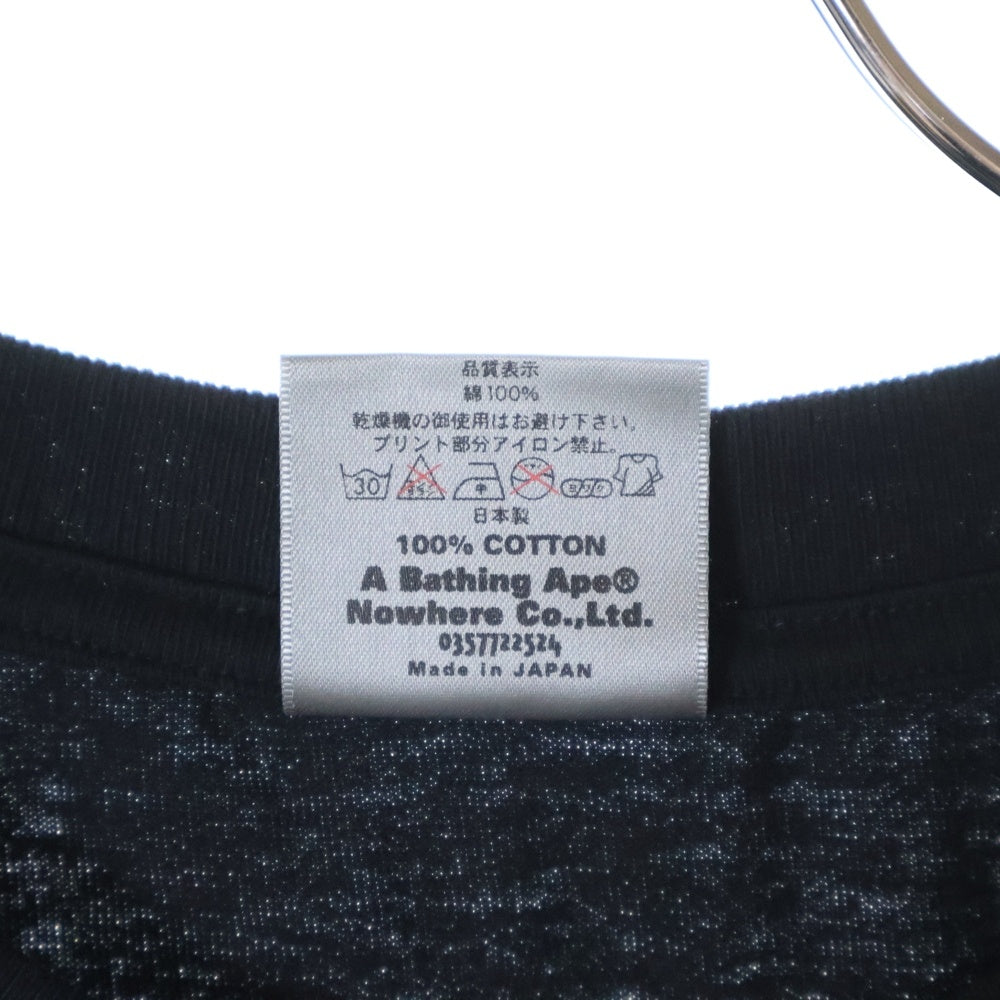 品質表示
綿100%
乾燥機の御使用はお避け下さい。
プリント部分アイロン禁止。
30
日本製
100% COTTON
A Bathing Ape®
Nowhere Co.,Ltd.
0357722524
Made in JAPAN